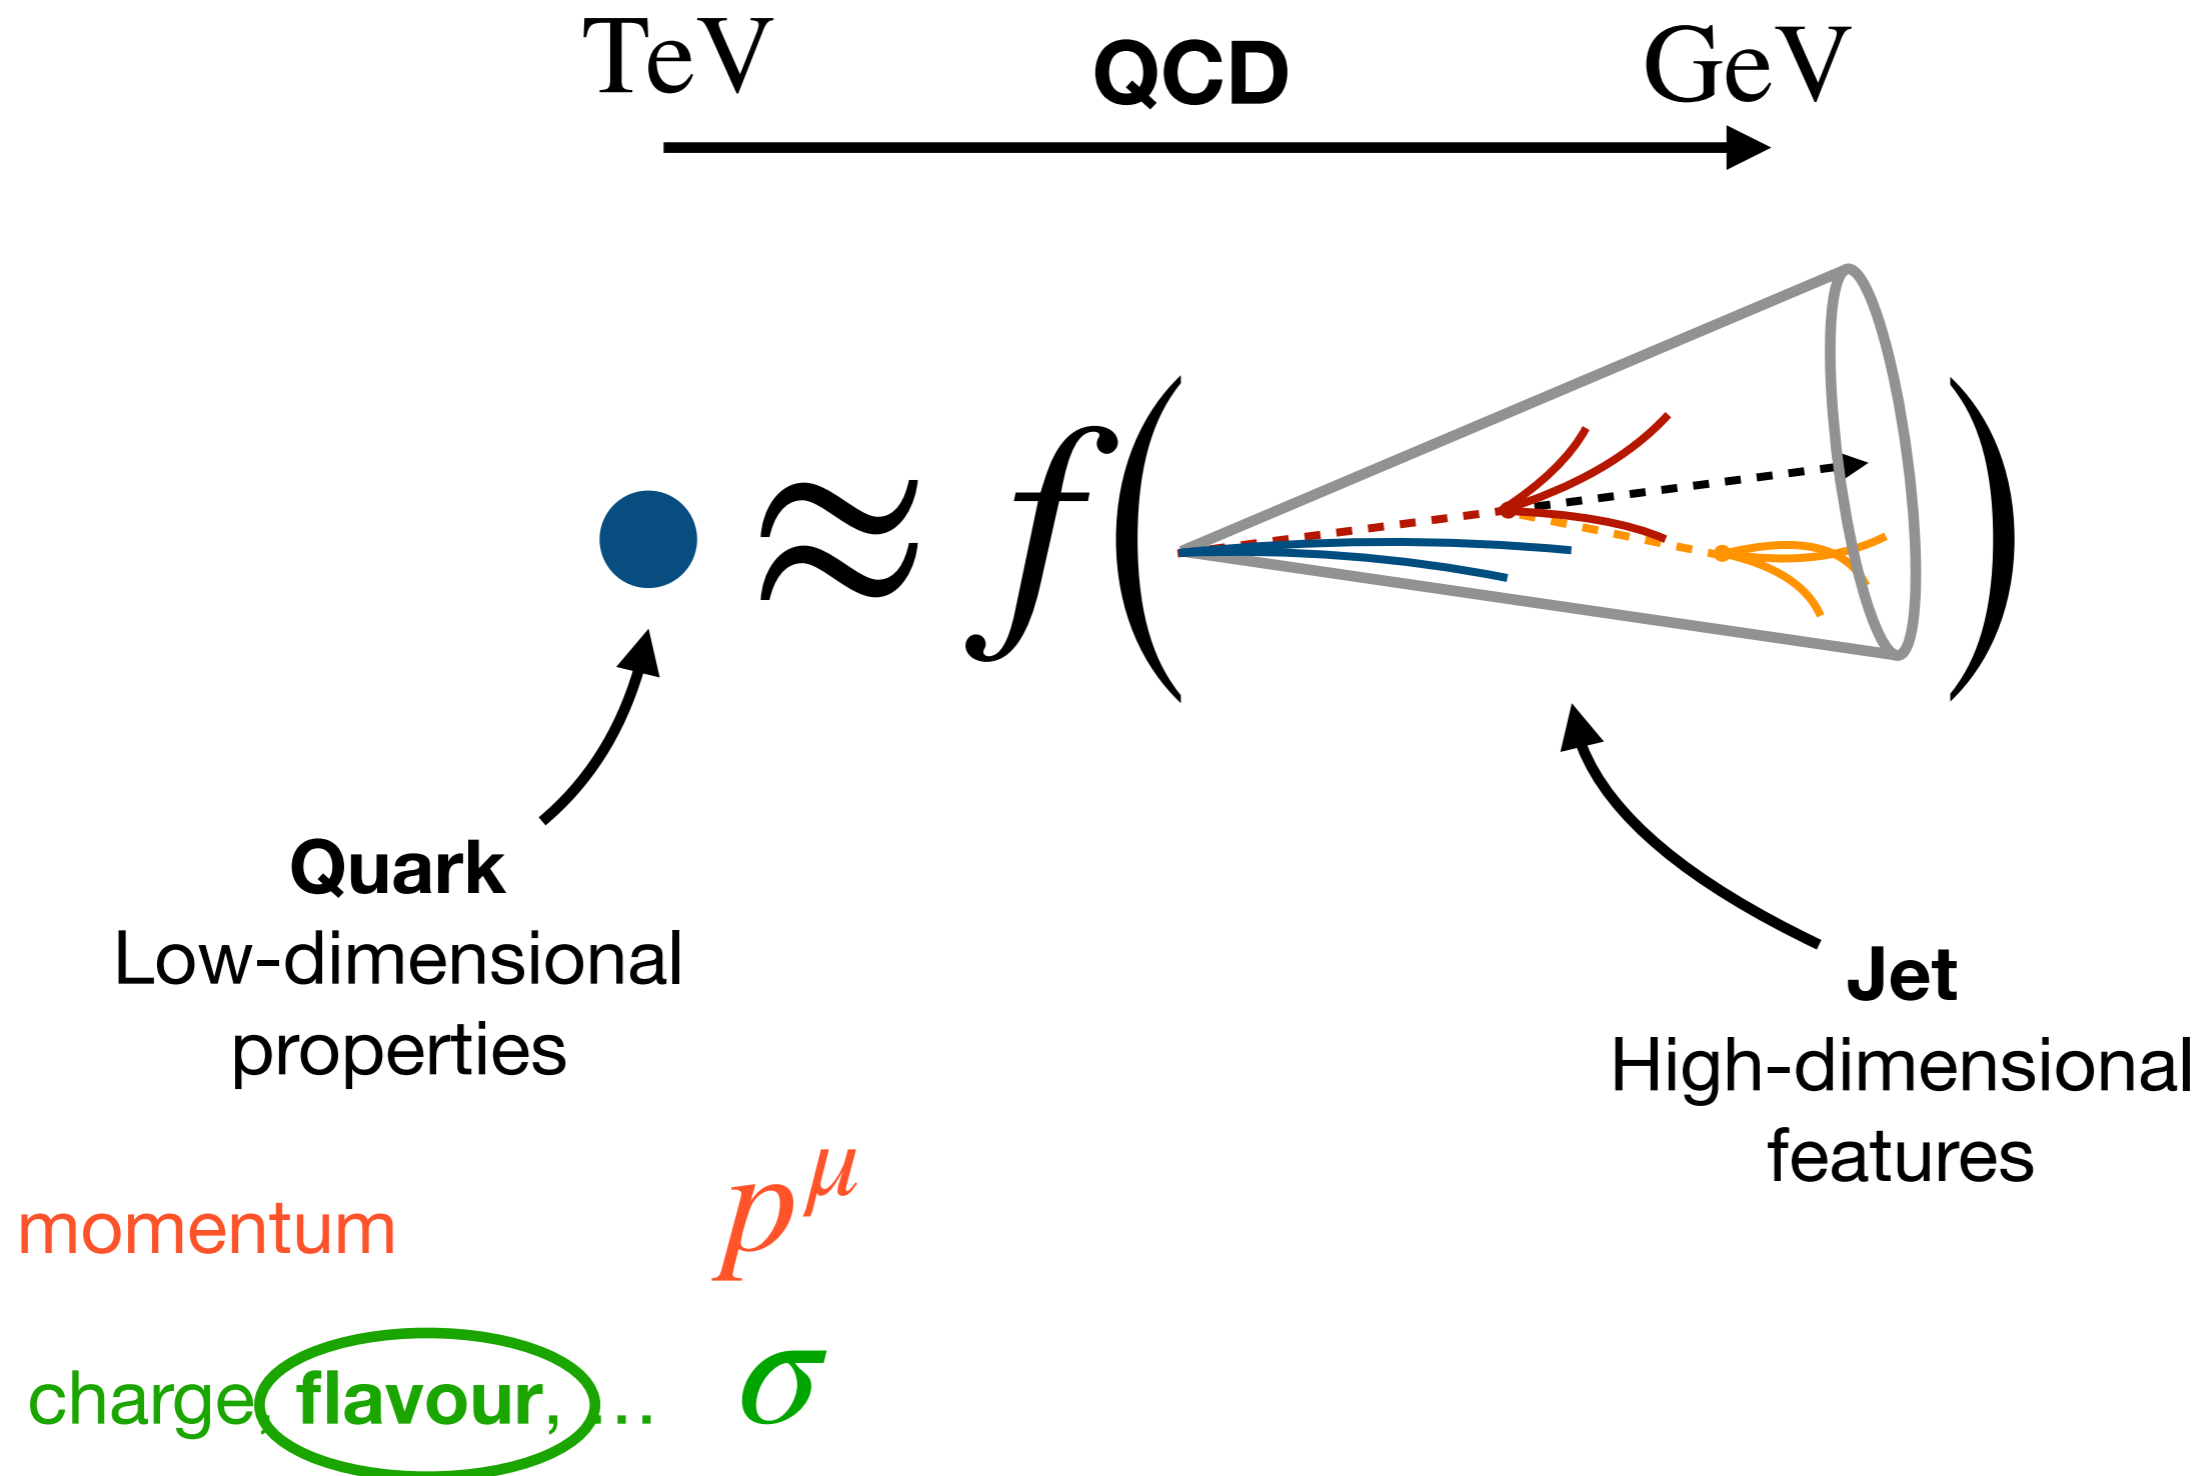 TeV QCD GeV
≈ f( )
Quark
Low-dimensional
properties
Jet
High-dimensional
features
momentum p^μ
charge, flavour, … σ